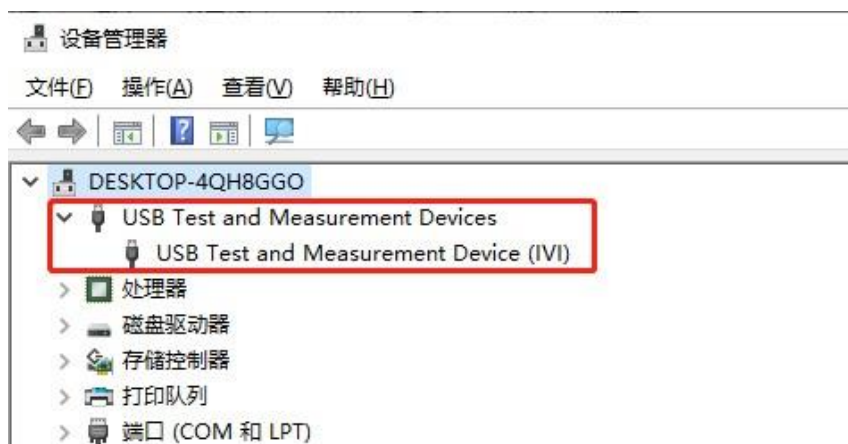 设备管理器
文件(F) 操作(A) 查看(V) 帮助(H)
DESKTOP-4QH8GGO
USB Test and Measurement Devices
USB Test and Measurement Device (IVI)
处理器
磁盘驱动器
存储控制器
打印队列
端口 (COM 和 LPT)